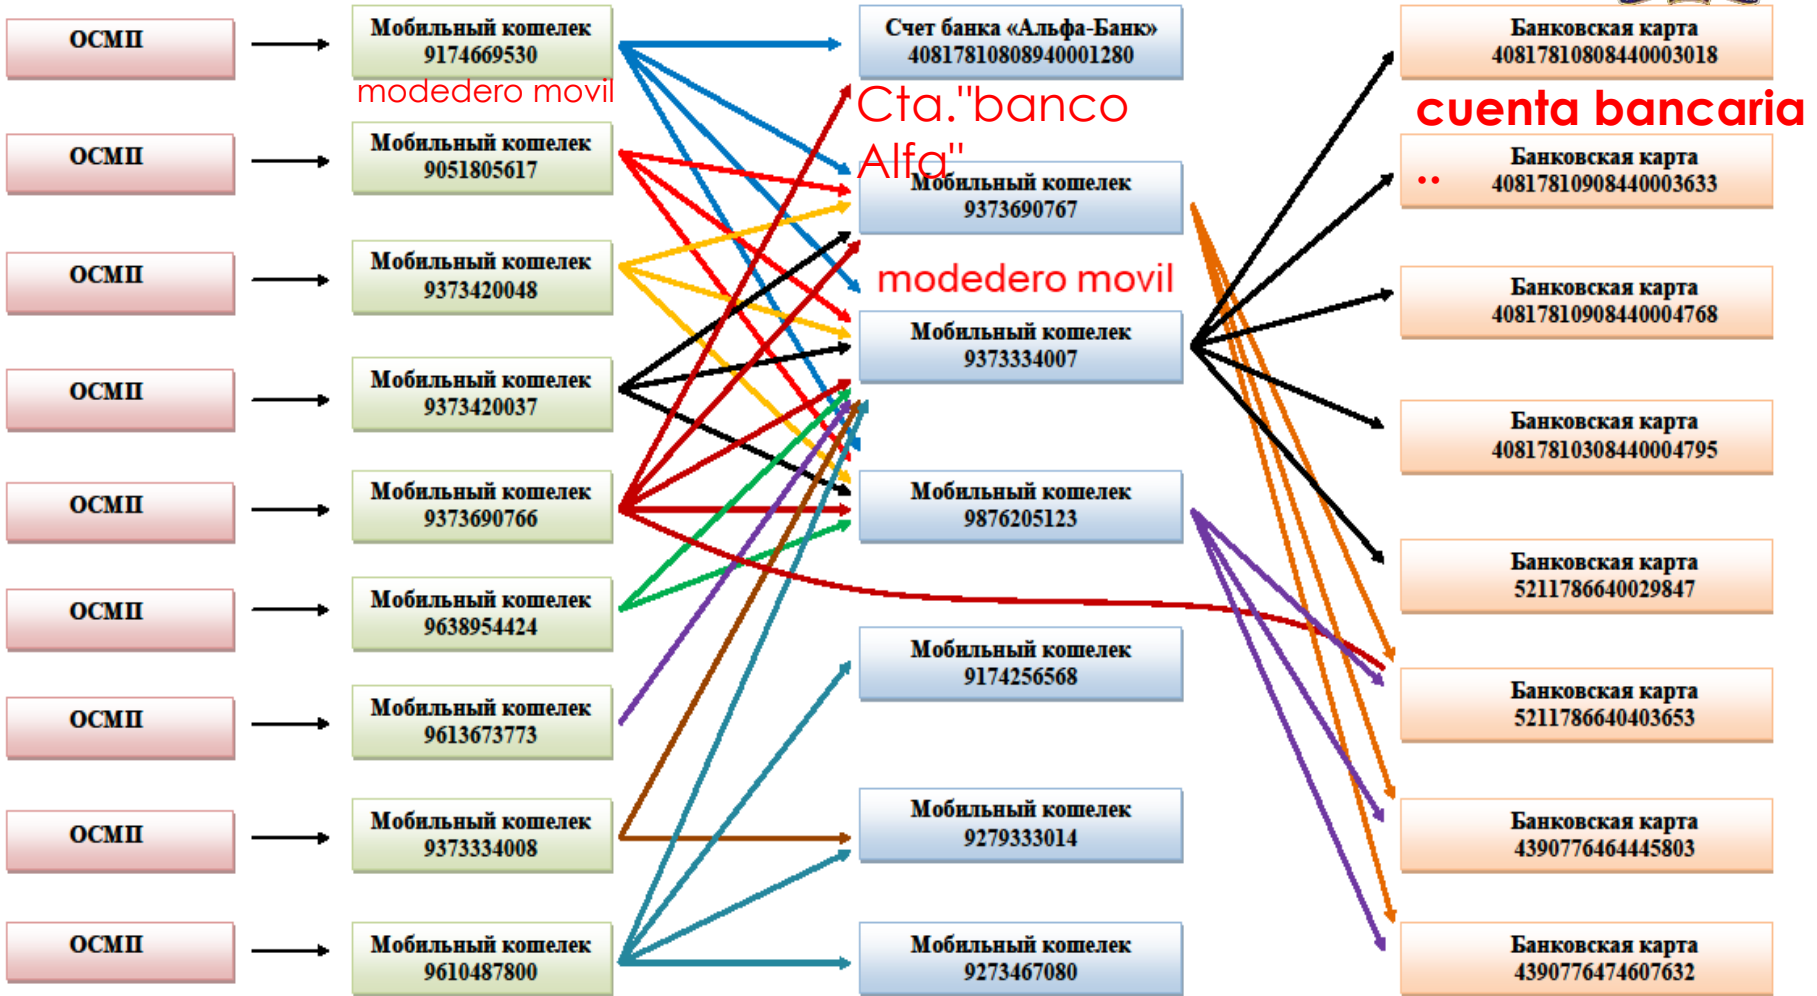 ОСМП
Мобильный кошелек
9174669530
modedero movil
Счет банка «Альфа-Банк»
40817810808940001280
Cta."banco
Alfa"
Банковская карта
40817810808440003018
cuenta bancaria
..
ОСМП
Мобильный кошелек
9051805617
Мобильный кошелек
9373690767
Банковская карта
40817810908440003633
ОСМП
Мобильный кошелек
9373420048
modedero movil
Мобильный кошелек
9373334007
Банковская карта
40817810908440004768
ОСМП
Мобильный кошелек
9373420037
Банковская карта
40817810308440004795
ОСМП
Мобильный кошелек
9373690766
Мобильный кошелек
9876205123
Банковская карта
5211786640029847
ОСМП
Мобильный кошелек
9638954424
Мобильный кошелек
9174256568
Банковская карта
5211786640403653
ОСМП
Мобильный кошелек
9613673773
ОСМП
Мобильный кошелек
9373334008
Мобильный кошелек
9279333014
Банковская карта
4390776464445803
ОСМП
Мобильный кошелек
9610487800
Мобильный кошелек
9273467080
Банковская карта
4390776474607632